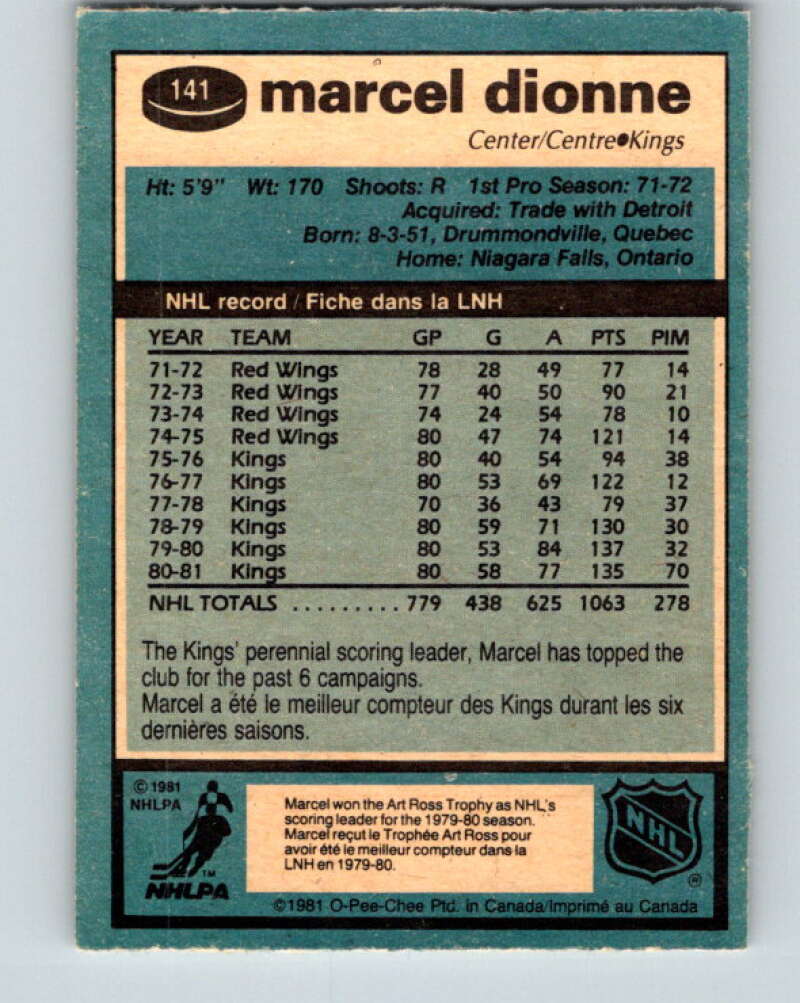 141 marcel dionne
Center/Centre●Kings
Ht: 5'9" Wt: 170 Shoots: R 1st Pro Season: 71-72
Acquired: Trade with Detroit
Born: 8-3-51, Drummondville, Quebec
Home: Niagara Falls, Ontario
NHL record / Fiche dans la LNH
YEAR TEAM GP G A PTS PIM
71-72 Red Wings 78 28 49 77 14
72-73 Red Wings 77 40 50 90 21
73-74 Red Wings 74 24 54 78 10
74-75 Red Wings 80 47 74 121 14
75-76 Kings 80 40 54 94 38
76-77 Kings 80 53 69 122 12
77-78 Kings 70 36 43 79 37
78-79 Kings 80 59 71 130 30
79-80 Kings 80 53 84 137 32
80-81 Kings 80 58 77 135 70
NHL TOTALS ......... 779 438 625 1063 278
The Kings' perennial scoring leader, Marcel has topped the
club for the past 6 campaigns.
Marcel a été le meilleur compteur des Kings durant les six
dernières saisons.
© 1981
NHLPA
TM
NHLPA
Marcel won the Art Ross Trophy as NHL's
scoring leader for the 1979-80 season.
Marcel reçut le Trophée Art Ross pour
avoir été le meilleur compteur dans la
LNH en 1979-80.
NHL
®
©1981 O-Pee-Chee Ptd. in Canada/Imprimé au Canada